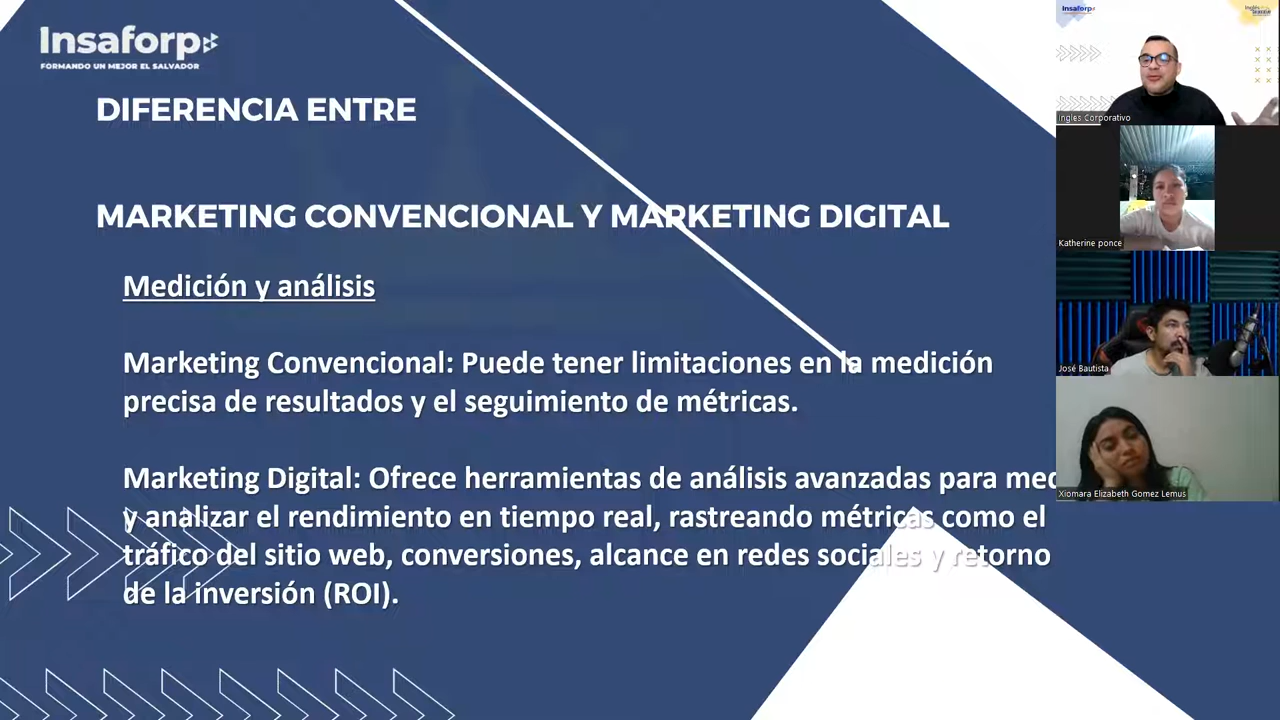 Insaforp
FORMANDO UN MEJOR EL SALVADOR
DIFERENCIA ENTRE
MARKETING CONVENCIONAL Y MARKETING DIGITAL
Medición y análisis
Marketing Convencional: Puede tener limitaciones en la medición
precisa de resultados y el seguimiento de métricas.
Marketing Digital: Ofrece herramientas de análisis avanzadas para med
y analizar el rendimiento en tiempo real, rastreando métricas como el
tráfico del sitio web, conversiones, alcance en redes sociales y retorno
de la inversión (ROI).
Insaforp
Ingles Corporativo
Katherine ponce
José Bautista
Xiomara Elizabeth Gomez Lemus